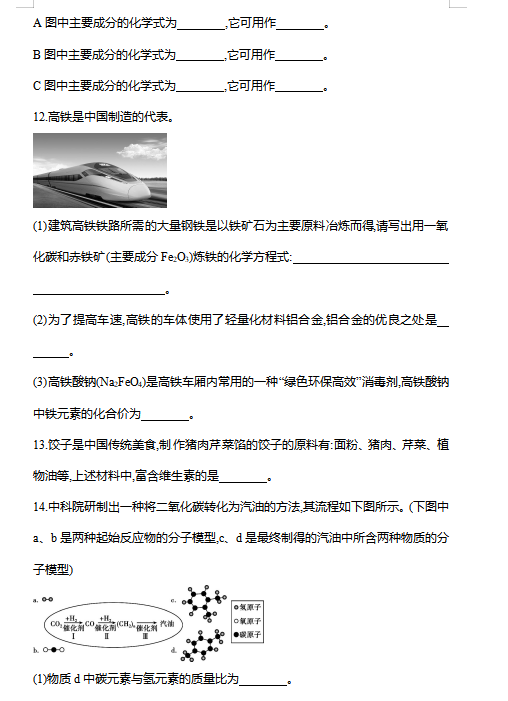 A 图中主要成分的化学式为________,它可用作________。
B 图中主要成分的化学式为________,它可用作________。
C 图中主要成分的化学式为________,它可用作________。
12.高铁是中国制造的代表。
(1)建筑高铁铁路所需的大量钢铁是以铁矿石为主要原料冶炼而得,请写出用一氧
化碳和赤铁矿(主要成分 Fe₂O₃)炼铁的化学方程式:__________________________
______________________。
(2)为了提高车速,高铁的车体使用了轻量化材料铝合金,铝合金的优良之处是__
______。
(3)高铁酸钠(Na₂FeO₄)是高铁车厢内常用的一种“绿色环保高效”消毒剂,高铁酸钠
中铁元素的化合价为________。
13.饺子是中国传统美食,制作猪肉芹菜馅的饺子的原料有:面粉、猪肉、芹菜、植
物油等,上述材料中,富含维生素的是________。
14.中科院研制出一种将二氧化碳转化为汽油的方法,其流程如下图所示。(下图中
a、b 是两种起始反应物的分子模型,c、d 是最终制得的汽油中所含两种物质的分
子模型)
a.
c.
氢原子
+H₂ +H₂
CO₂ CO (CH₂)ₙ 汽油
氧原子
催化剂 催化剂 催化剂
Ⅰ Ⅱ Ⅲ
碳原子
b.
d.
(1)物质 d 中碳元素与氢元素的质量比为________。